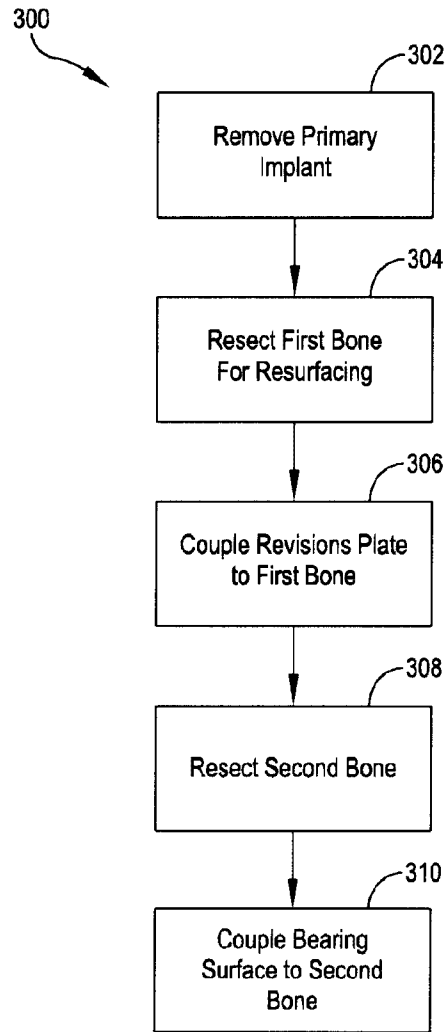 300
302
Remove Primary
Implant
304
Resect First Bone
For Resurfacing
306
Couple Revisions Plate
to First Bone
308
Resect Second Bone
310
Couple Bearing
Surface to Second
Bone